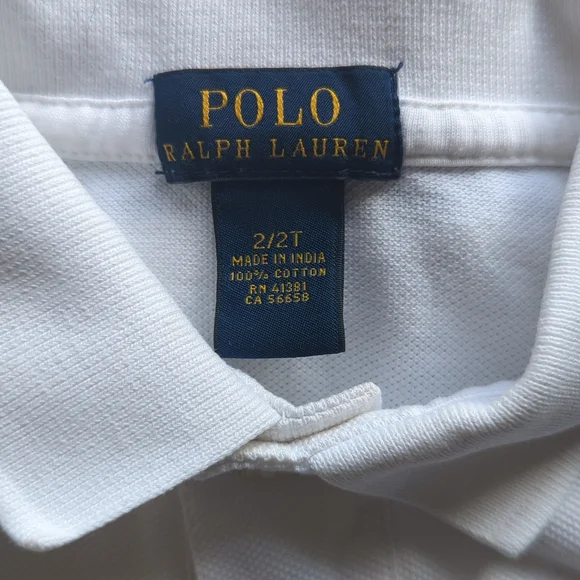 POLO
RALPH LAUREN
2/2T
MADE IN INDIA
100% COTTON
RN 41381
CA 56658